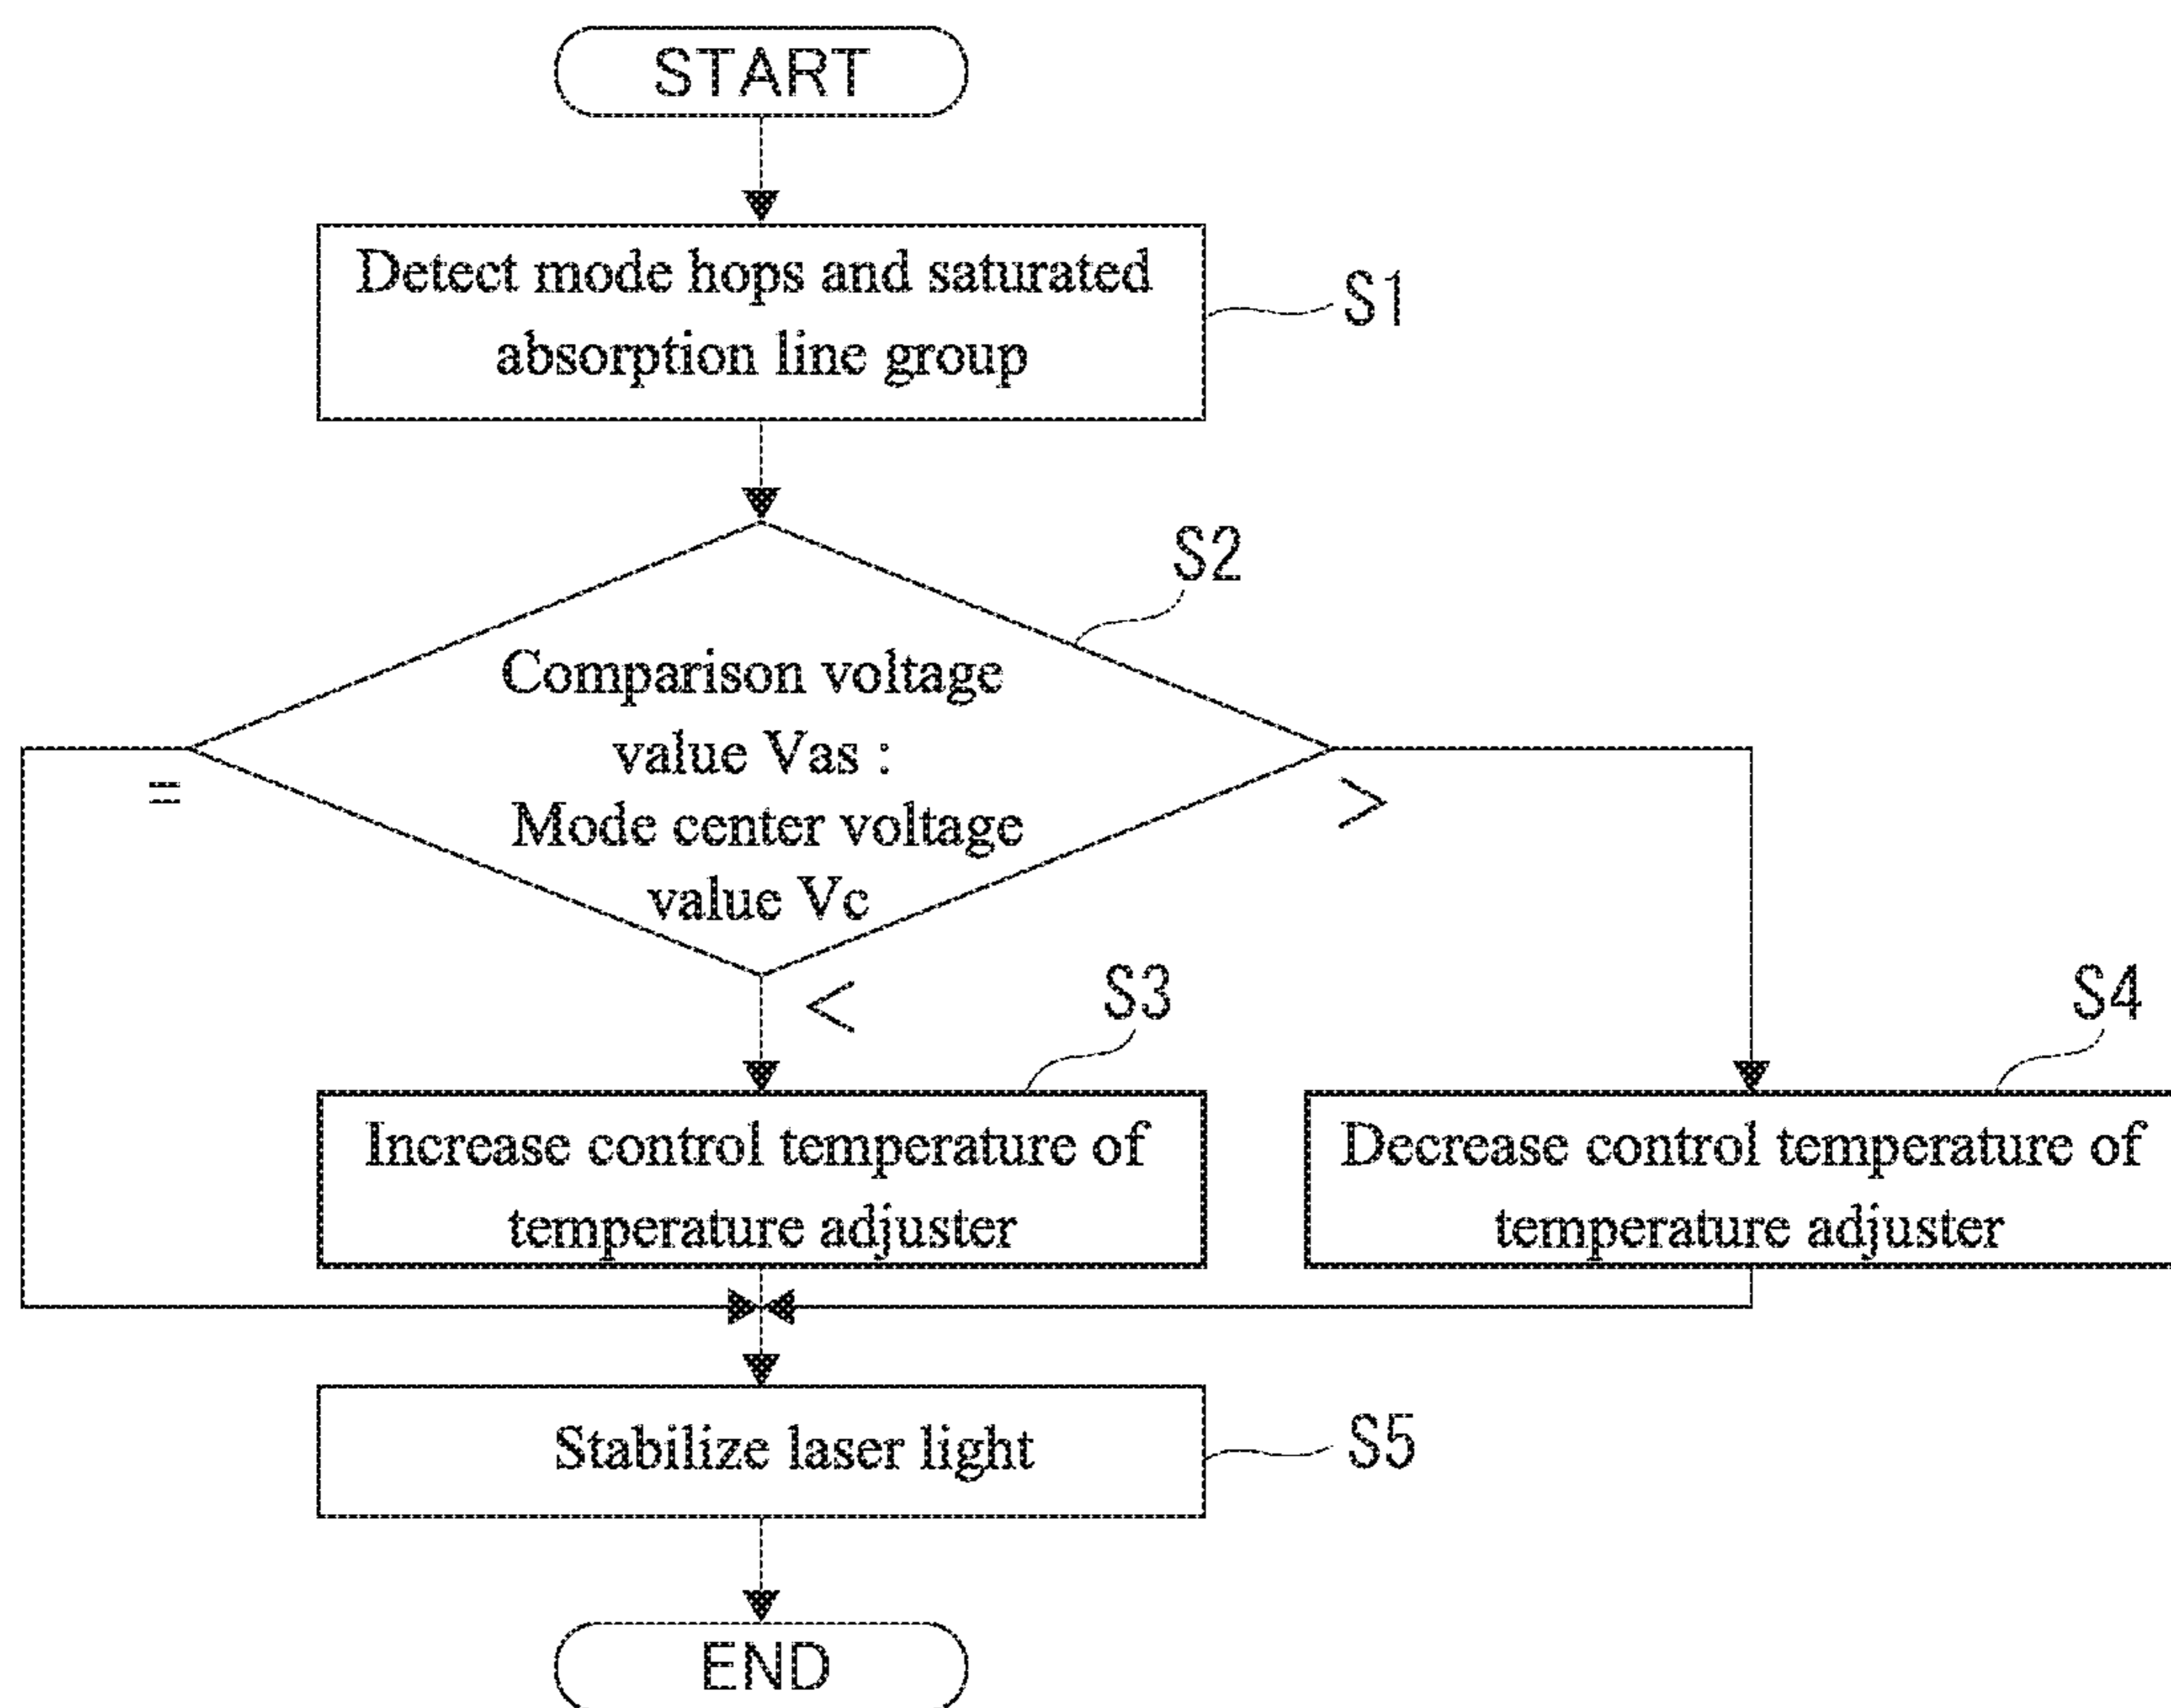 START
Detect mode hops and saturated
absorption line group
S1
S2
Comparison voltage
value Vas :
Mode center voltage
value Vc
=
>
<
S3
S4
Increase control temperature of
temperature adjuster
Decrease control temperature of
temperature adjuster
Stabilize laser light
S5
END